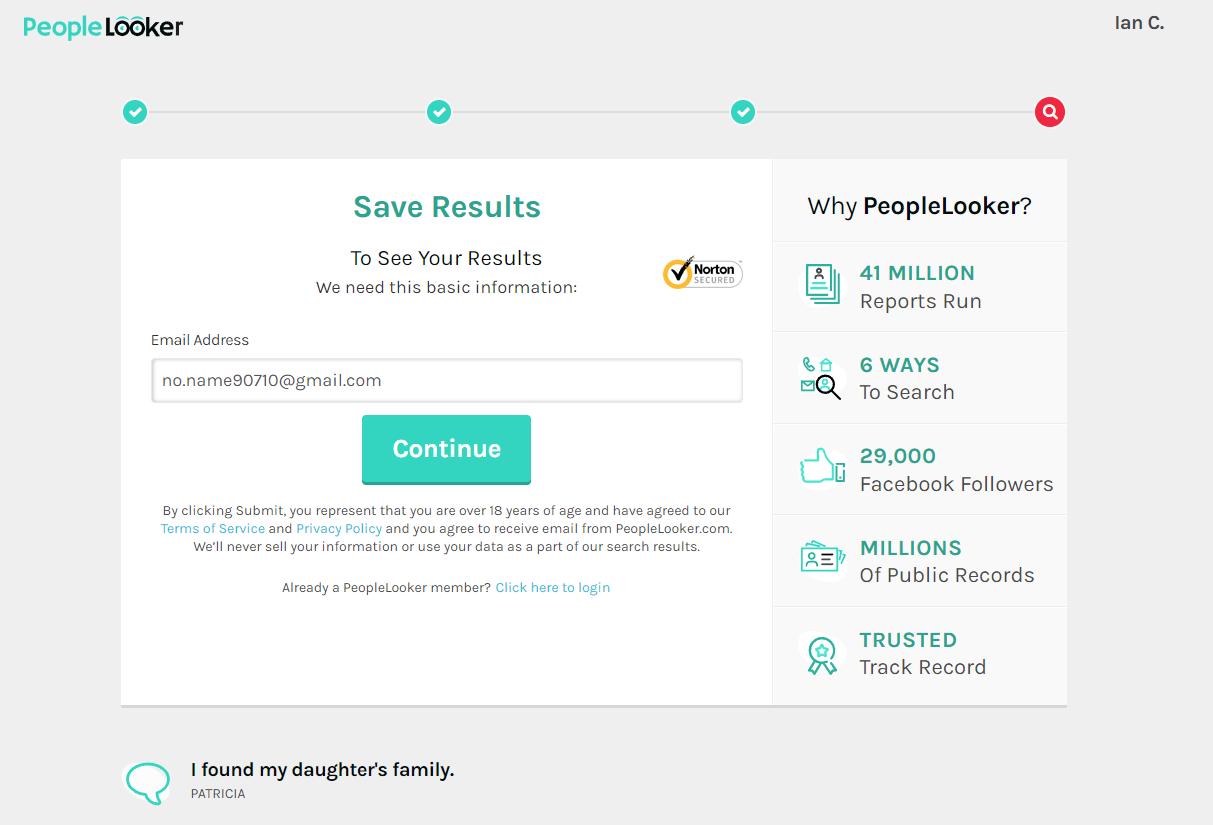 PeopleLooker
Ian C.
Save Results
To See Your Results
We need this basic information:
Norton
SECURED
Email Address
no.name90710@gmail.com
Continue
By clicking Submit, you represent that you are over 18 years of age and have agreed to our
Terms of Service and Privacy Policy and you agree to receive email from PeopleLooker.com.
We’ll never sell your information or use your data as a part of our search results.
Already a PeopleLooker member? Click here to login
Why PeopleLooker?
41 MILLION
Reports Run
6 WAYS
To Search
29,000
Facebook Followers
MILLIONS
Of Public Records
TRUSTED
Track Record
I found my daughter's family.
PATRICIA